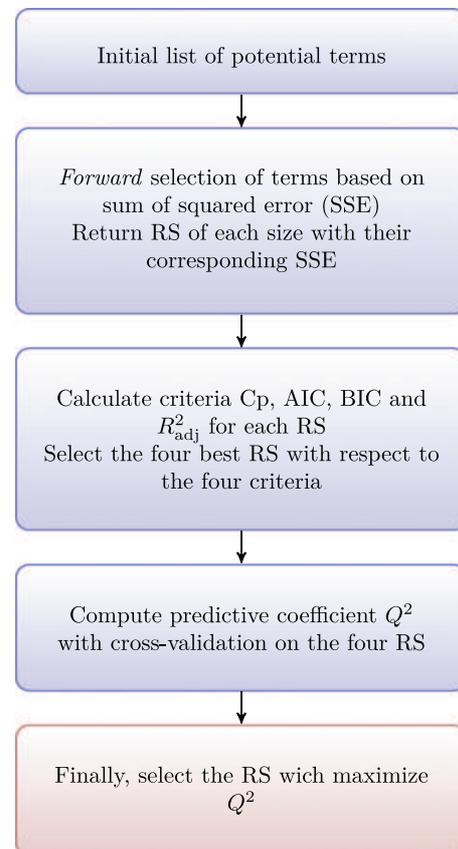 Initial list of potential terms
Forward selection of terms based on
sum of squared error (SSE)
Return RS of each size with their
corresponding SSE
Calculate criteria Cp, AIC, BIC and
R²adj for each RS
Select the four best RS with respect to
the four criteria
Compute predictive coefficient Q²
with cross-validation on the four RS
Finally, select the RS wich maximize
Q²